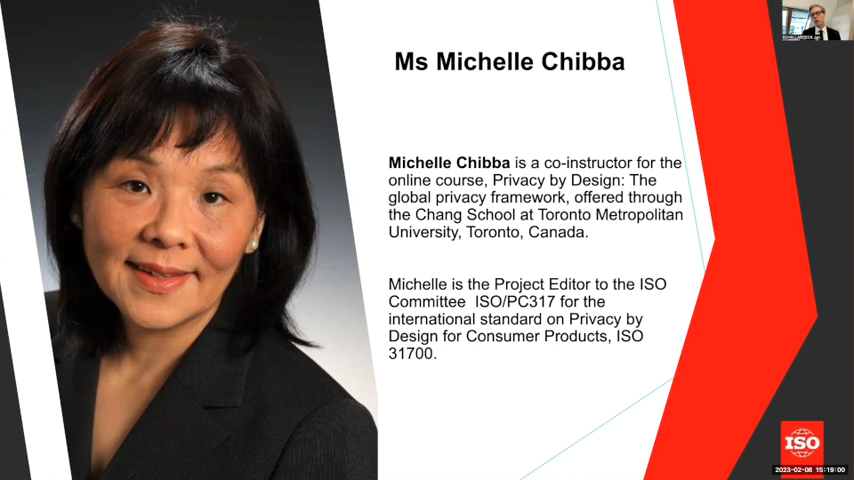 Ms Michelle Chibba
Michelle Chibba is a co-instructor for the
online course, Privacy by Design: The
global privacy framework, offered through
the Chang School at Toronto Metropolitan
University, Toronto, Canada.
Michelle is the Project Editor to the ISO
Committee ISO/PC317 for the
international standard on Privacy by
Design for Consumer Products, ISO
31700.
ISO
2023-02-08 15:19:00